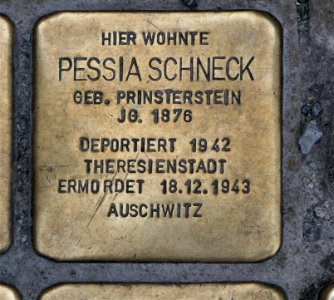 HIER WOHNTE
PESSIA SCHNECK
GEB. PRINSTERSTEIN
JG. 1876
DEPORTIERT 1942
THERESIENSTADT
ERMORDET 18.12.1943
AUSCHWITZ